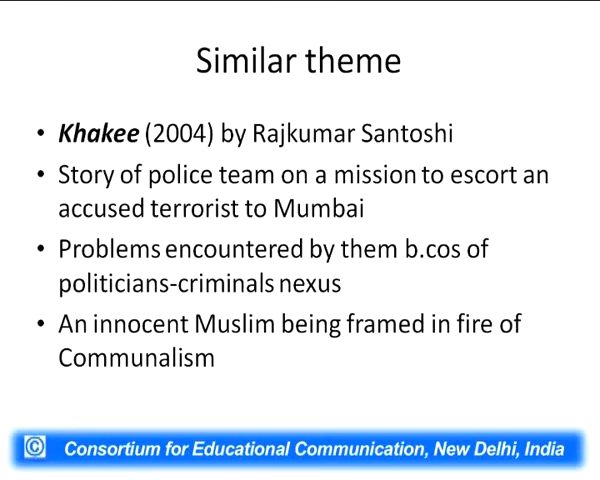 Similar theme
• Khakee (2004) by Rajkumar Santoshi
• Story of police team on a mission to escort an
accused terrorist to Mumbai
• Problems encountered by them b.cos of
politicians-criminals nexus
• An innocent Muslim being framed in fire of
Communalism
© Consortium for Educational Communication, New Delhi, India